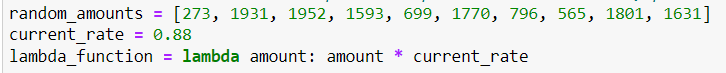 random_amounts = [273, 1931, 1952, 1593, 699, 1770, 796, 565, 1801, 1631]
current_rate = 0.88
lambda_function = lambda amount: amount * current_rate